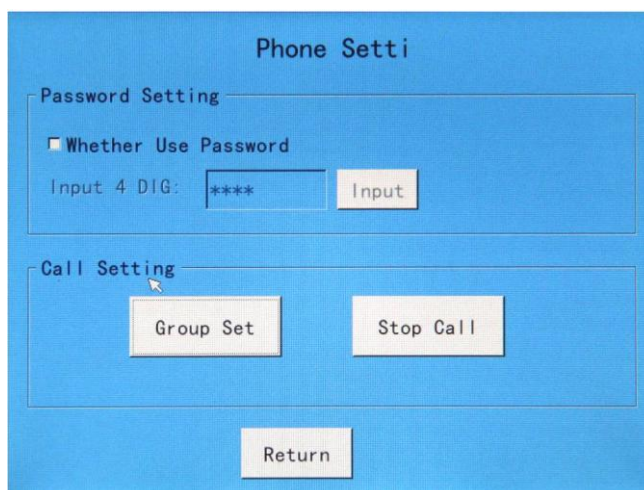 Phone Setti
Password Setting
Whether Use Password
Input 4 DIG: **** Input
Call Setting
Group Set Stop Call
Return